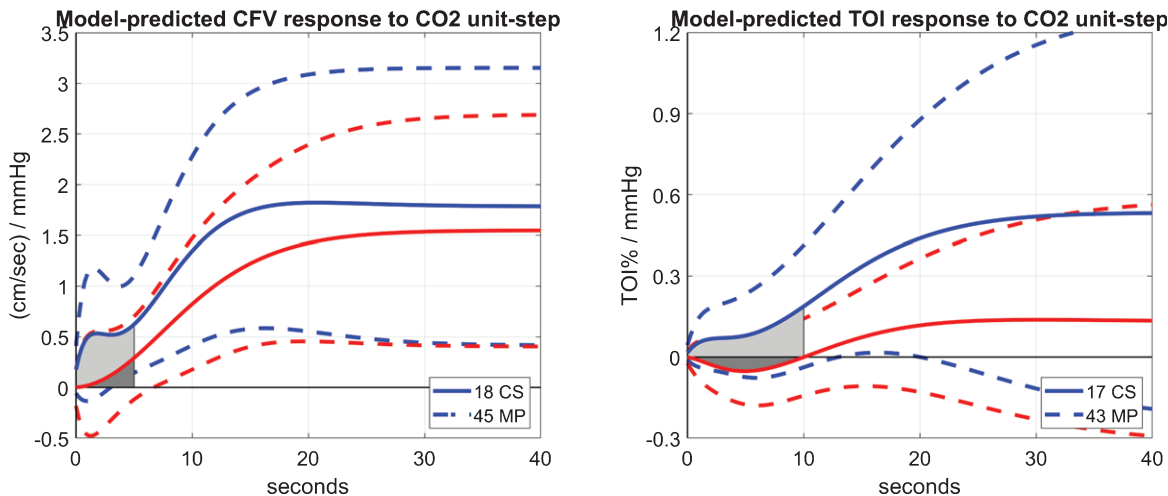 Model-predicted CFV response to CO2 unit-step
3.5
3
2.5
2
1.5
1
0.5
0
-0.5
(cm/sec) / mmHg
0
10
20
30
40
seconds
18 CS
45 MP
Model-predicted TOI response to CO2 unit-step
1.2
0.9
0.6
0.3
0
-0.3
TOI% / mmHg
0
10
20
30
40
seconds
17 CS
43 MP